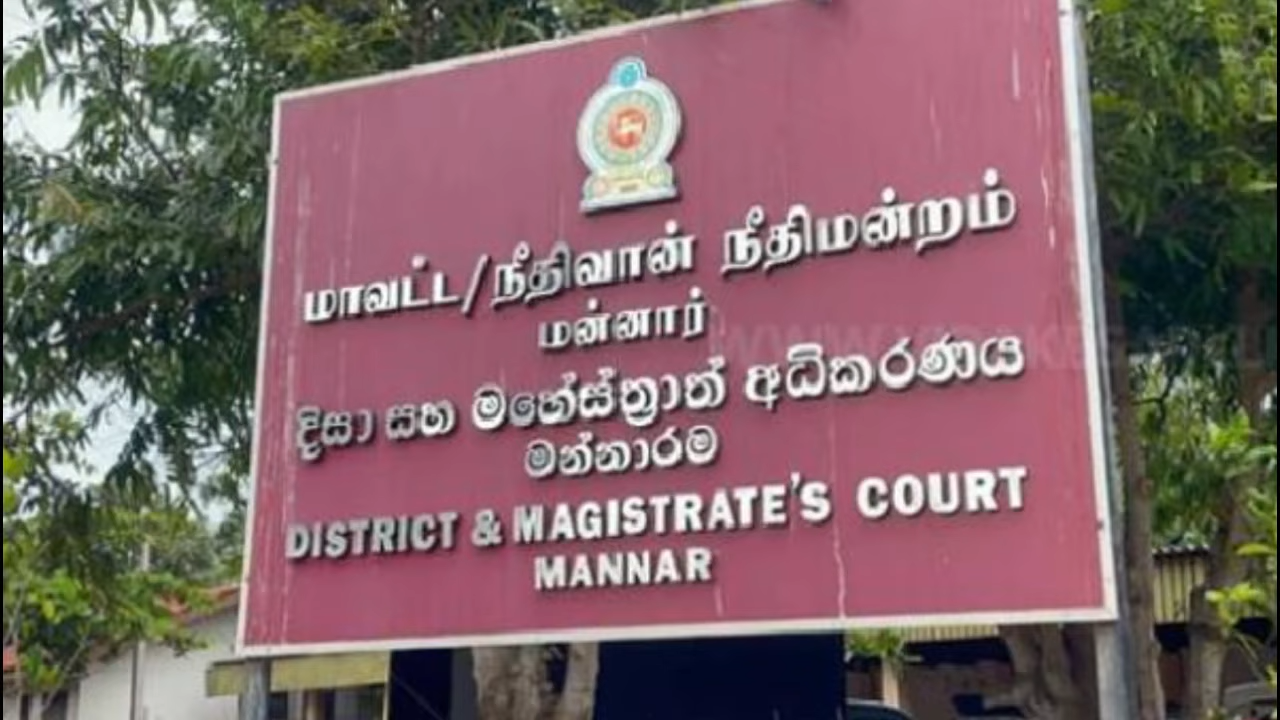 மாவட்ட/நீதிவான் நீதிமன்றம்
மன்னார்
දිසා සහ මහේස්ත්‍රාත් අධිකරණය
මන්නාරම
DISTRICT & MAGISTRATE'S COURT
MANNAR